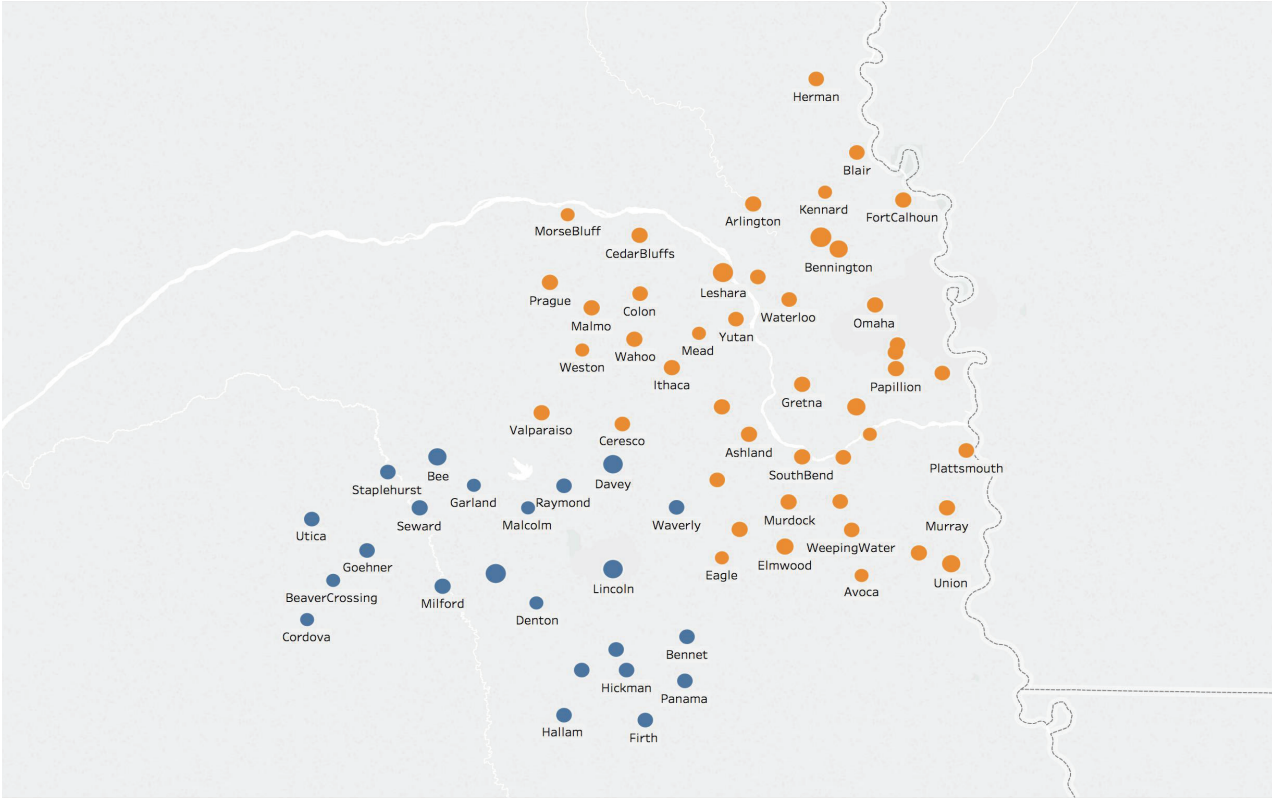 Herman
Blair
Kennard
Arlington
FortCalhoun
MorseBluff
CedarBluffs
Bennington
Leshara
Prague
Colon
Waterloo
Omaha
Malmo
Yutan
Mead
Wahoo
Weston
Ithaca
Papillion
Gretna
Valparaiso
Ceresco
Ashland
Plattsmouth
SouthBend
Bee
Davey
Staplehurst
Garland
Raymond
Seward
Malcolm
Waverly
Murdock
Murray
Utica
WeepingWater
Goehner
Elmwood
Eagle
Union
Lincoln
Avoca
BeaverCrossing
Milford
Denton
Cordova
Bennet
Hickman
Panama
Hallam
Firth